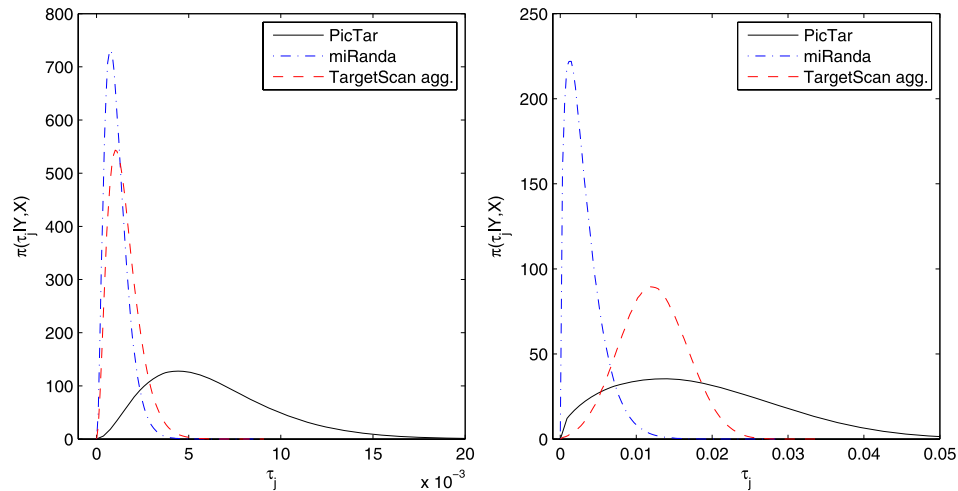 800
700
600
500
400
300
200
100
0
π(τj|Y,X)
PicTar
miRanda
TargetScan agg.
0 5 10 15 20
τj
x 10^-3
250
200
150
100
50
0
π(τj|Y,X)
PicTar
miRanda
TargetScan agg.
0 0.01 0.02 0.03 0.04 0.05
τj